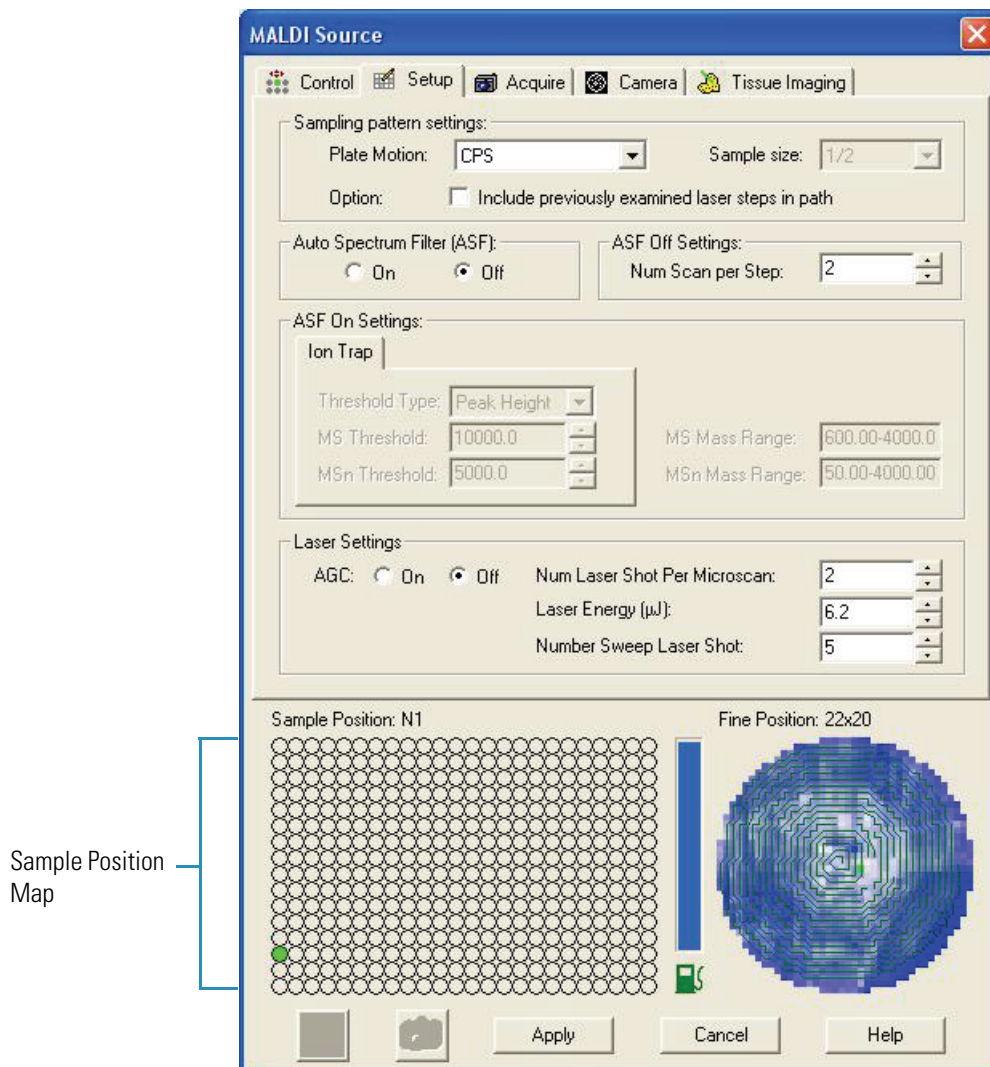 MALDI Source
Control Setup Acquire Camera Tissue Imaging
Sampling pattern settings:
Plate Motion: CPS Sample size: 1/2
Option: Include previously examined laser steps in path
Auto Spectrum Filter (ASF): ASF Off Settings:
On Off Num Scan per Step: 2
ASF On Settings:
Ion Trap
Threshold Type: Peak Height
MS Threshold: 10000.0 MS Mass Range: 600.00-4000.0
MSn Threshold: 5000.0 MSn Mass Range: 50.00-4000.00
Laser Settings
AGC: On Off Num Laser Shot Per Microscan: 2
Laser Energy (µJ): 6.2
Number Sweep Laser Shot: 5
Sample Position: N1 Fine Position: 22x20
Sample Position
Map
Apply Cancel Help